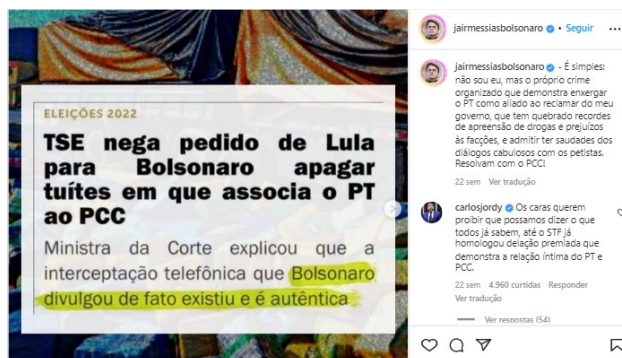 ELEIÇÕES 2022
TSE nega pedido de Lula
para Bolsonaro apagar
tuítes em que associa o PT
ao PCC
Ministra da Corte explicou que a
interceptação telefônica que Bolsonaro
divulgou de fato existiu e é autêntica
jairmessiasbolsonaro • Seguir
jairmessiasbolsonaro - É simples:
não sou eu, mas o próprio crime
organizado que demonstra enxergar
o PT como aliado ao reclamar do meu
governo, que tem quebrado recordes
de apreensão de drogas e prejuízos
às facções, e admitir ter saudades dos
diálogos cabulosos com os petistas.
Resolvam com o PCC!
22 sem Ver tradução
carlosjordy Os caras querem
proibir que possamos dizer o que
todos já sabem, até o STF já
homologou delação premiada que
demonstra a relação íntima do PT e
PCC.
22 sem 4.960 curtidas Responder
Ver tradução
Ver respostas (54)